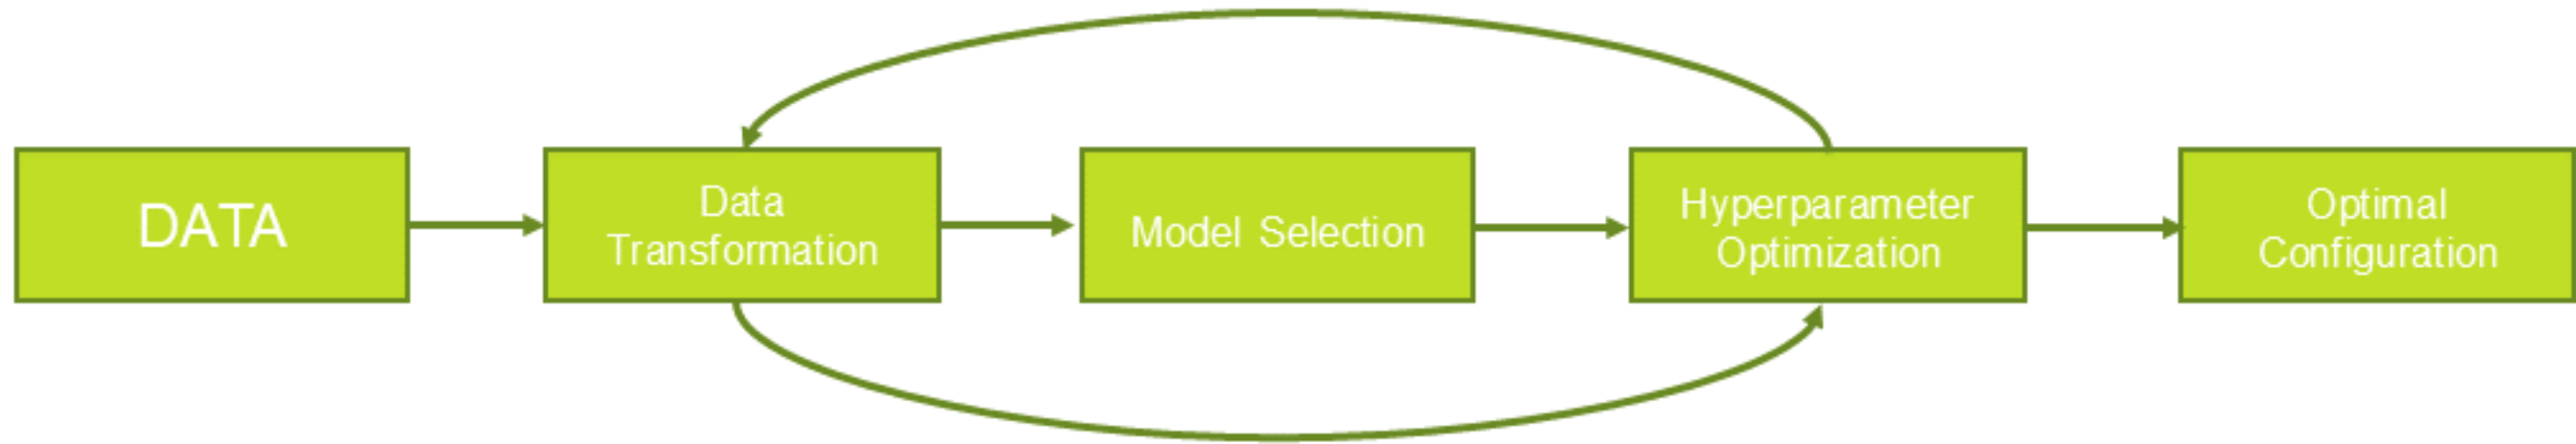 DATA
Data
Transformation
Model Selection
Hyperparameter
Optimization
Optimal
Configuration